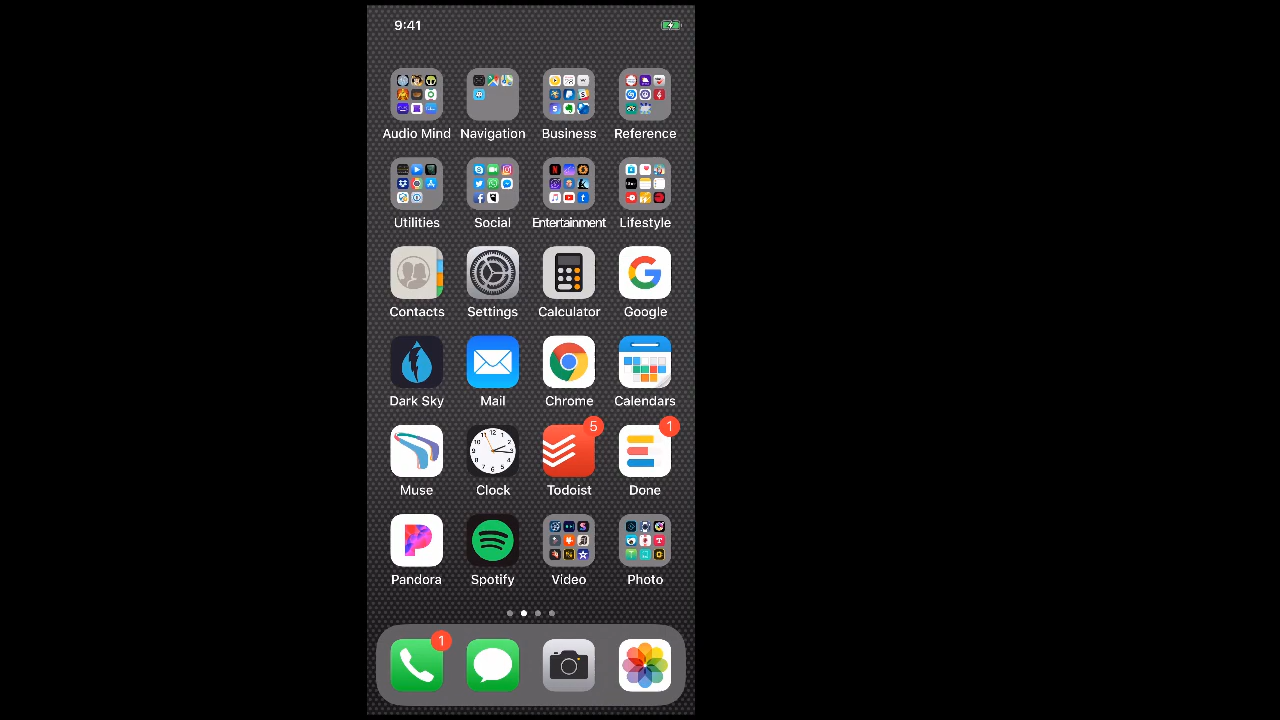 9:41
Audio Mind Navigation Business Reference
Utilities Social Entertainment Lifestyle
Contacts Settings Calculator Google
Dark Sky Mail Chrome Calendars
5 1
Muse Clock Todoist Done
Pandora Spotify Video Photo
1